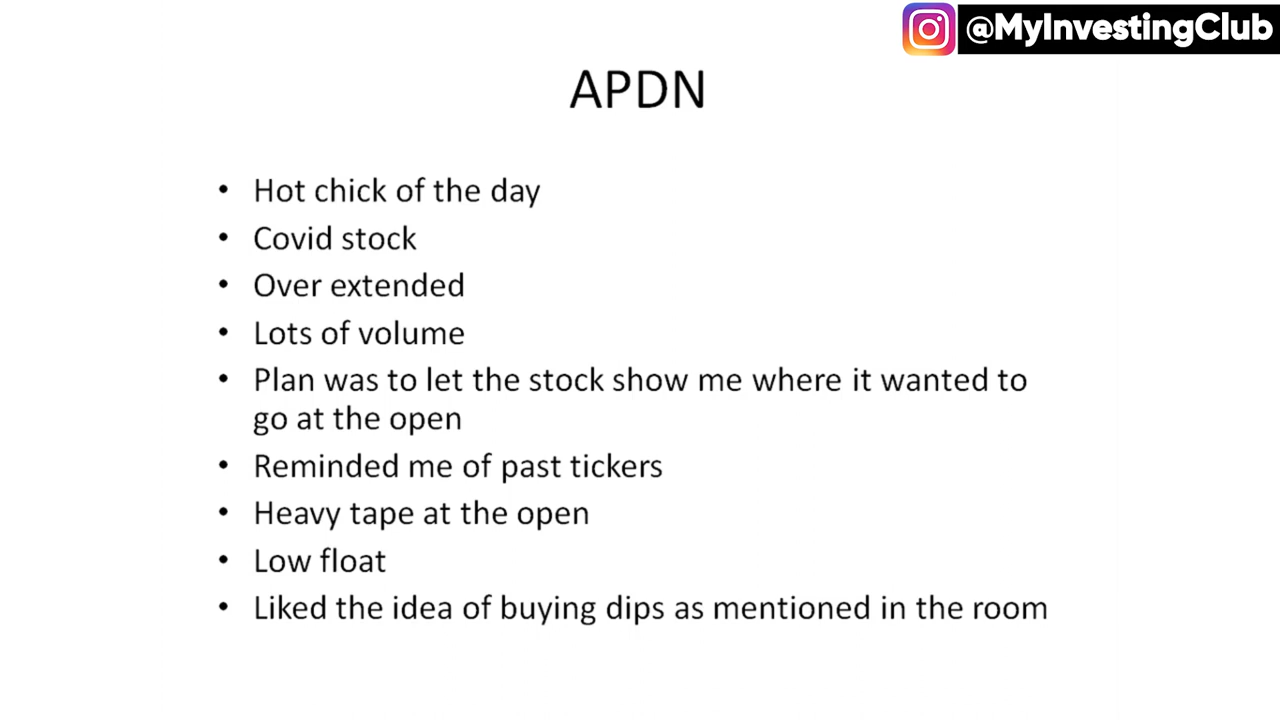 @MyInvestingClub
APDN
• Hot chick of the day
• Covid stock
• Over extended
• Lots of volume
• Plan was to let the stock show me where it wanted to
go at the open
• Reminded me of past tickers
• Heavy tape at the open
• Low float
• Liked the idea of buying dips as mentioned in the room